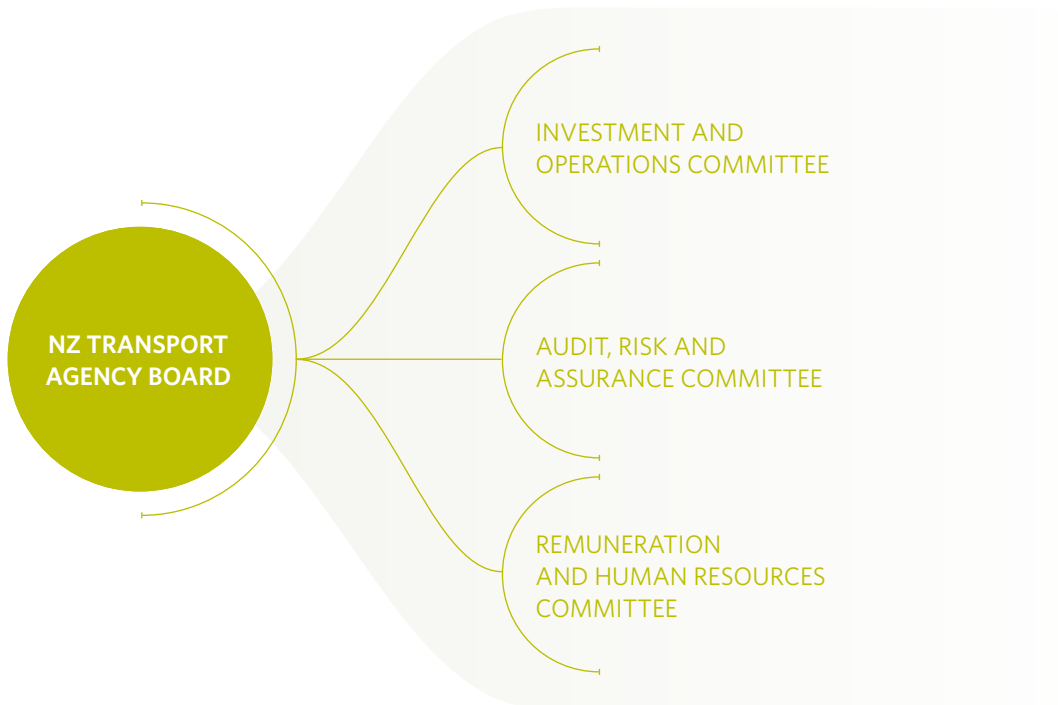 NZ TRANSPORT
AGENCY BOARD
INVESTMENT AND
OPERATIONS COMMITTEE
AUDIT, RISK AND
ASSURANCE COMMITTEE
REMUNERATION
AND HUMAN RESOURCES
COMMITTEE